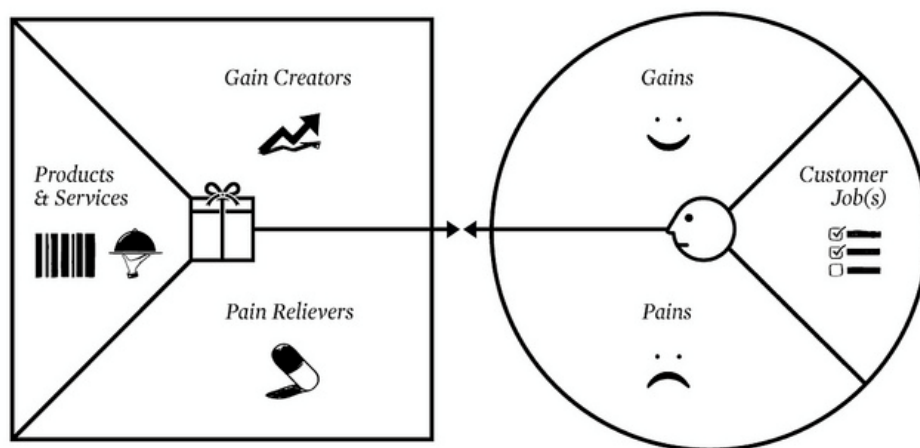 Gain Creators
Gains
Products
& Services
Customer
Job(s)
Pain Relievers
Pains